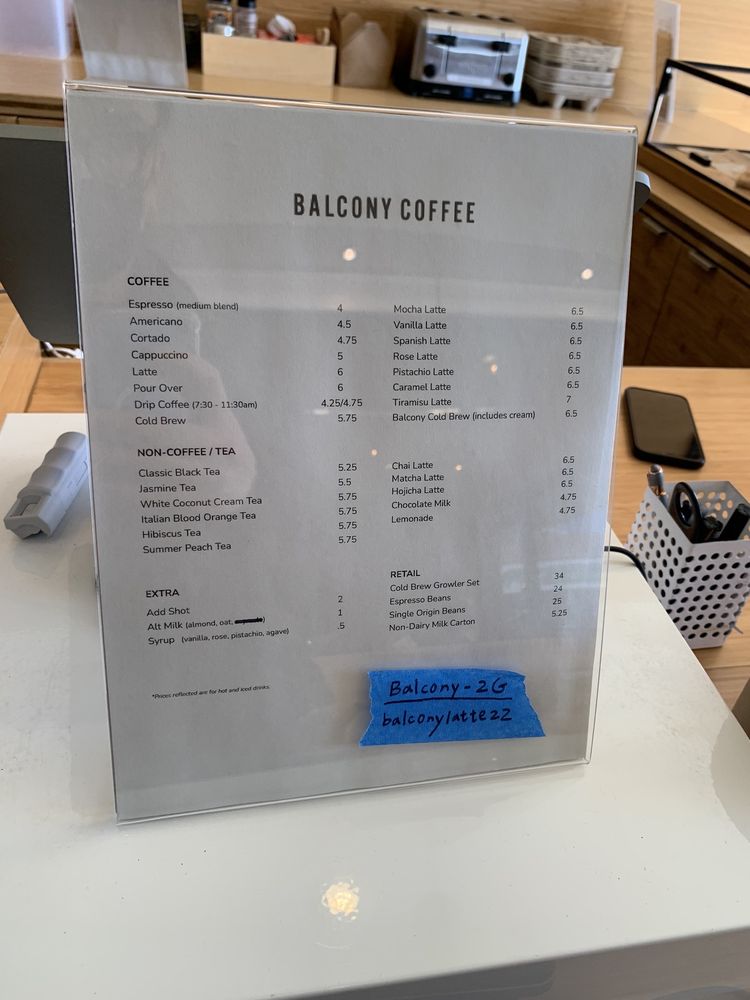 BALCONY COFFEE
COFFEE
Espresso (medium blend) 4
Americano 4.5
Cortado 4.75
Cappuccino 5
Latte 6
Pour Over 6
Drip Coffee (7:30 - 11:30am) 4.25/4.75
Cold Brew 5.75
Mocha Latte 6.5
Vanilla Latte 6.5
Spanish Latte 6.5
Rose Latte 6.5
Pistachio Latte 6.5
Caramel Latte 6.5
Tiramisu Latte 7
Balcony Cold Brew (includes cream) 6.5
NON-COFFEE / TEA
Classic Black Tea 5.25
Jasmine Tea 5.5
White Coconut Cream Tea 5.75
Italian Blood Orange Tea 5.75
Hibiscus Tea 5.75
Summer Peach Tea 5.75
Chai Latte 6.5
Matcha Latte 6.5
Hojicha Latte 6.5
Chocolate Milk 4.75
Lemonade 4.75
EXTRA
Add Shot 2
Alt Milk (almond, oat, ) 1
Syrup (vanilla, rose, pistachio, agave) .5
RETAIL
Cold Brew Growler Set 34
Espresso Beans 24
Single Origin Beans 25
Non-Dairy Milk Carton 5.25
*Prices reflected are for hot and iced drinks.
Balcony-2G
balconylatte22